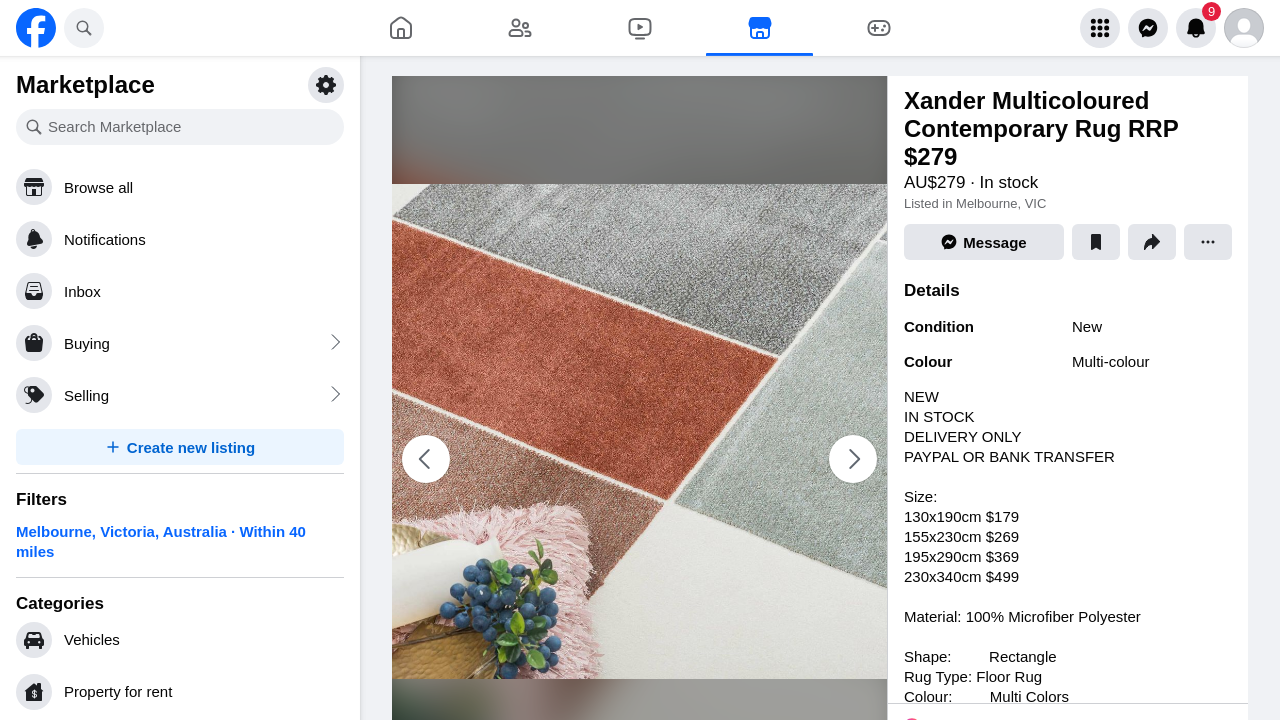 9
Marketplace
Search Marketplace
Browse all
Notifications
Inbox
Buying
Selling
Create new listing
Filters
Melbourne, Victoria, Australia · Within 40
miles
Categories
Vehicles
Property for rent
Xander Multicoloured
Contemporary Rug RRP
$279
AU$279 · In stock
Listed in Melbourne, VIC
Message
Details
Condition New
Colour Multi-colour
NEW
IN STOCK
DELIVERY ONLY
PAYPAL OR BANK TRANSFER
Size:
130x190cm $179
155x230cm $269
195x290cm $369
230x340cm $499
Material: 100% Microfiber Polyester
Shape: Rectangle
Rug Type: Floor Rug
Colour: Multi Colors